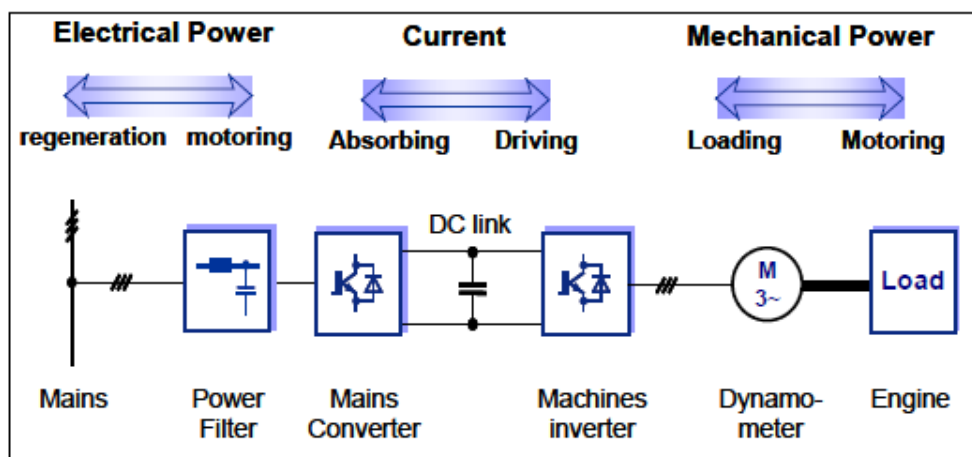 Electrical Power
Current
Mechanical Power
regeneration motoring
Absorbing Driving
Loading Motoring
DC link
M
3~
Load
Mains
Power
Filter
Mains
Converter
Machines
inverter
Dynamo-
meter
Engine